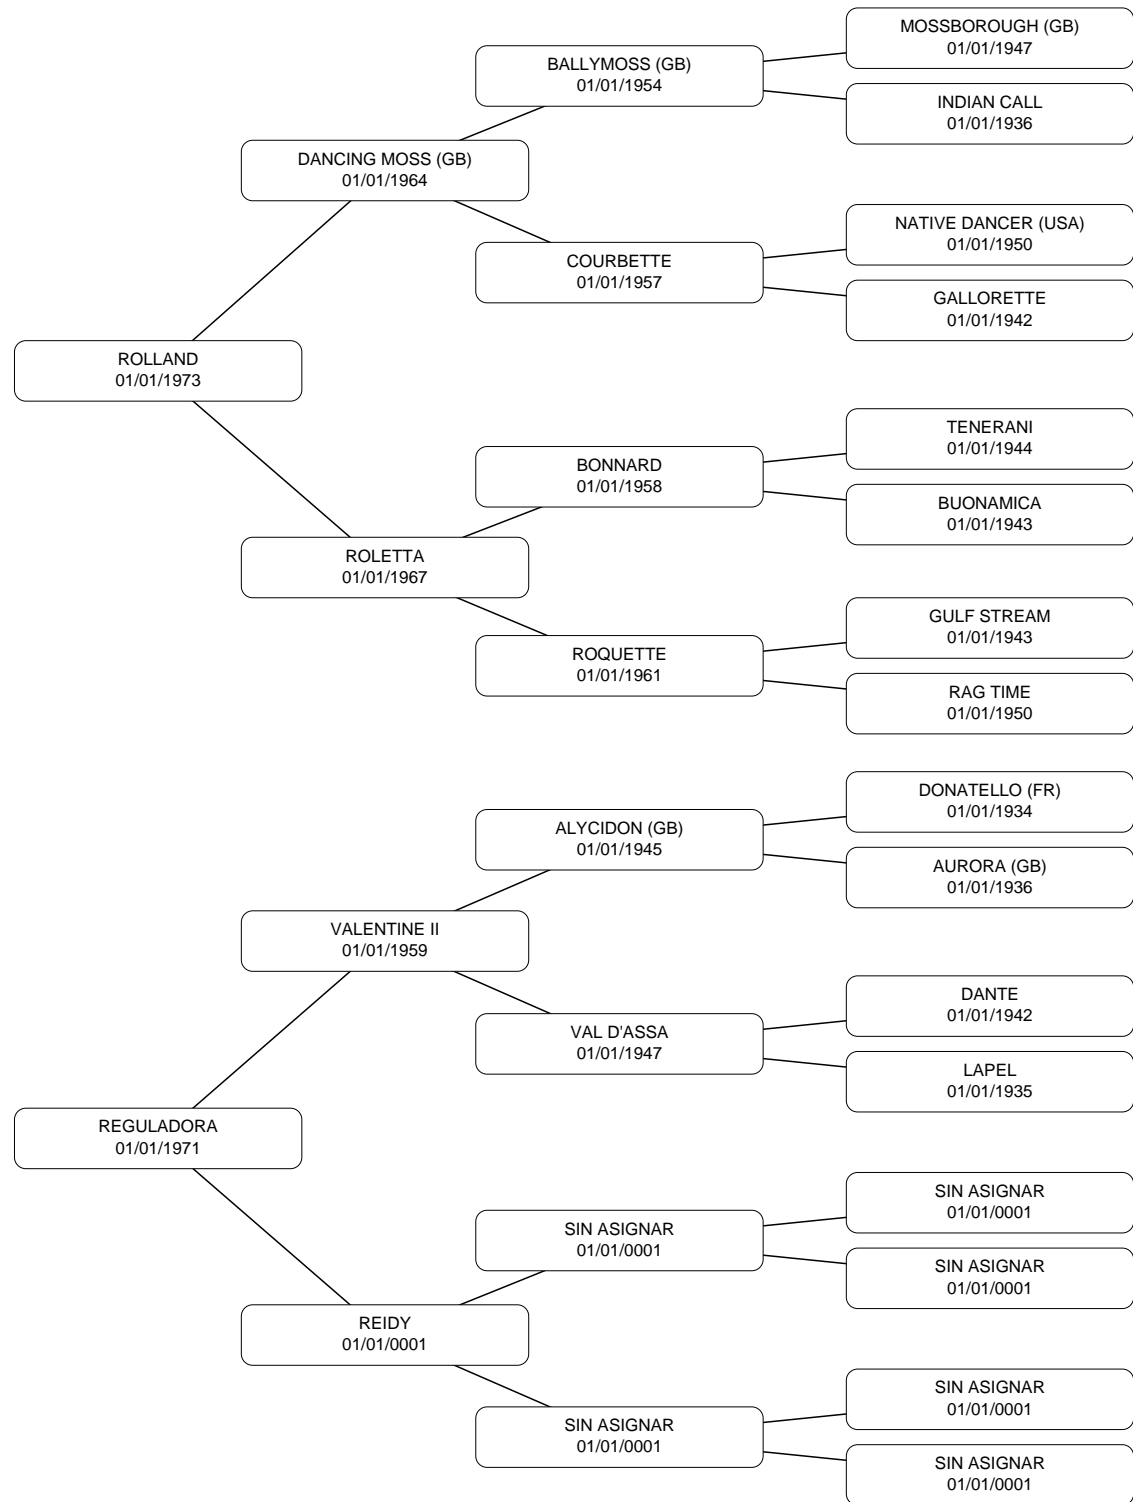 MOSSBOROUGH (GB)
01/01/1947
BALLYMOSS (GB)
01/01/1954
INDIAN CALL
01/01/1936
DANCING MOSS (GB)
01/01/1964
NATIVE DANCER (USA)
01/01/1950
COURBETTE
01/01/1957
GALLORETTE
01/01/1942
ROLLAND
01/01/1973
TENERANI
01/01/1944
BONNARD
01/01/1958
BUONAMICA
01/01/1943
ROLETTA
01/01/1967
GULF STREAM
01/01/1943
ROQUETTE
01/01/1961
RAG TIME
01/01/1950
DONATELLO (FR)
01/01/1934
ALYCIDON (GB)
01/01/1945
AURORA (GB)
01/01/1936
VALENTINE II
01/01/1959
DANTE
01/01/1942
VAL D'ASSA
01/01/1947
LAPEL
01/01/1935
REGULADORA
01/01/1971
SIN ASIGNAR
01/01/0001
SIN ASIGNAR
01/01/0001
SIN ASIGNAR
01/01/0001
REIDY
01/01/0001
SIN ASIGNAR
01/01/0001
SIN ASIGNAR
01/01/0001
SIN ASIGNAR
01/01/0001